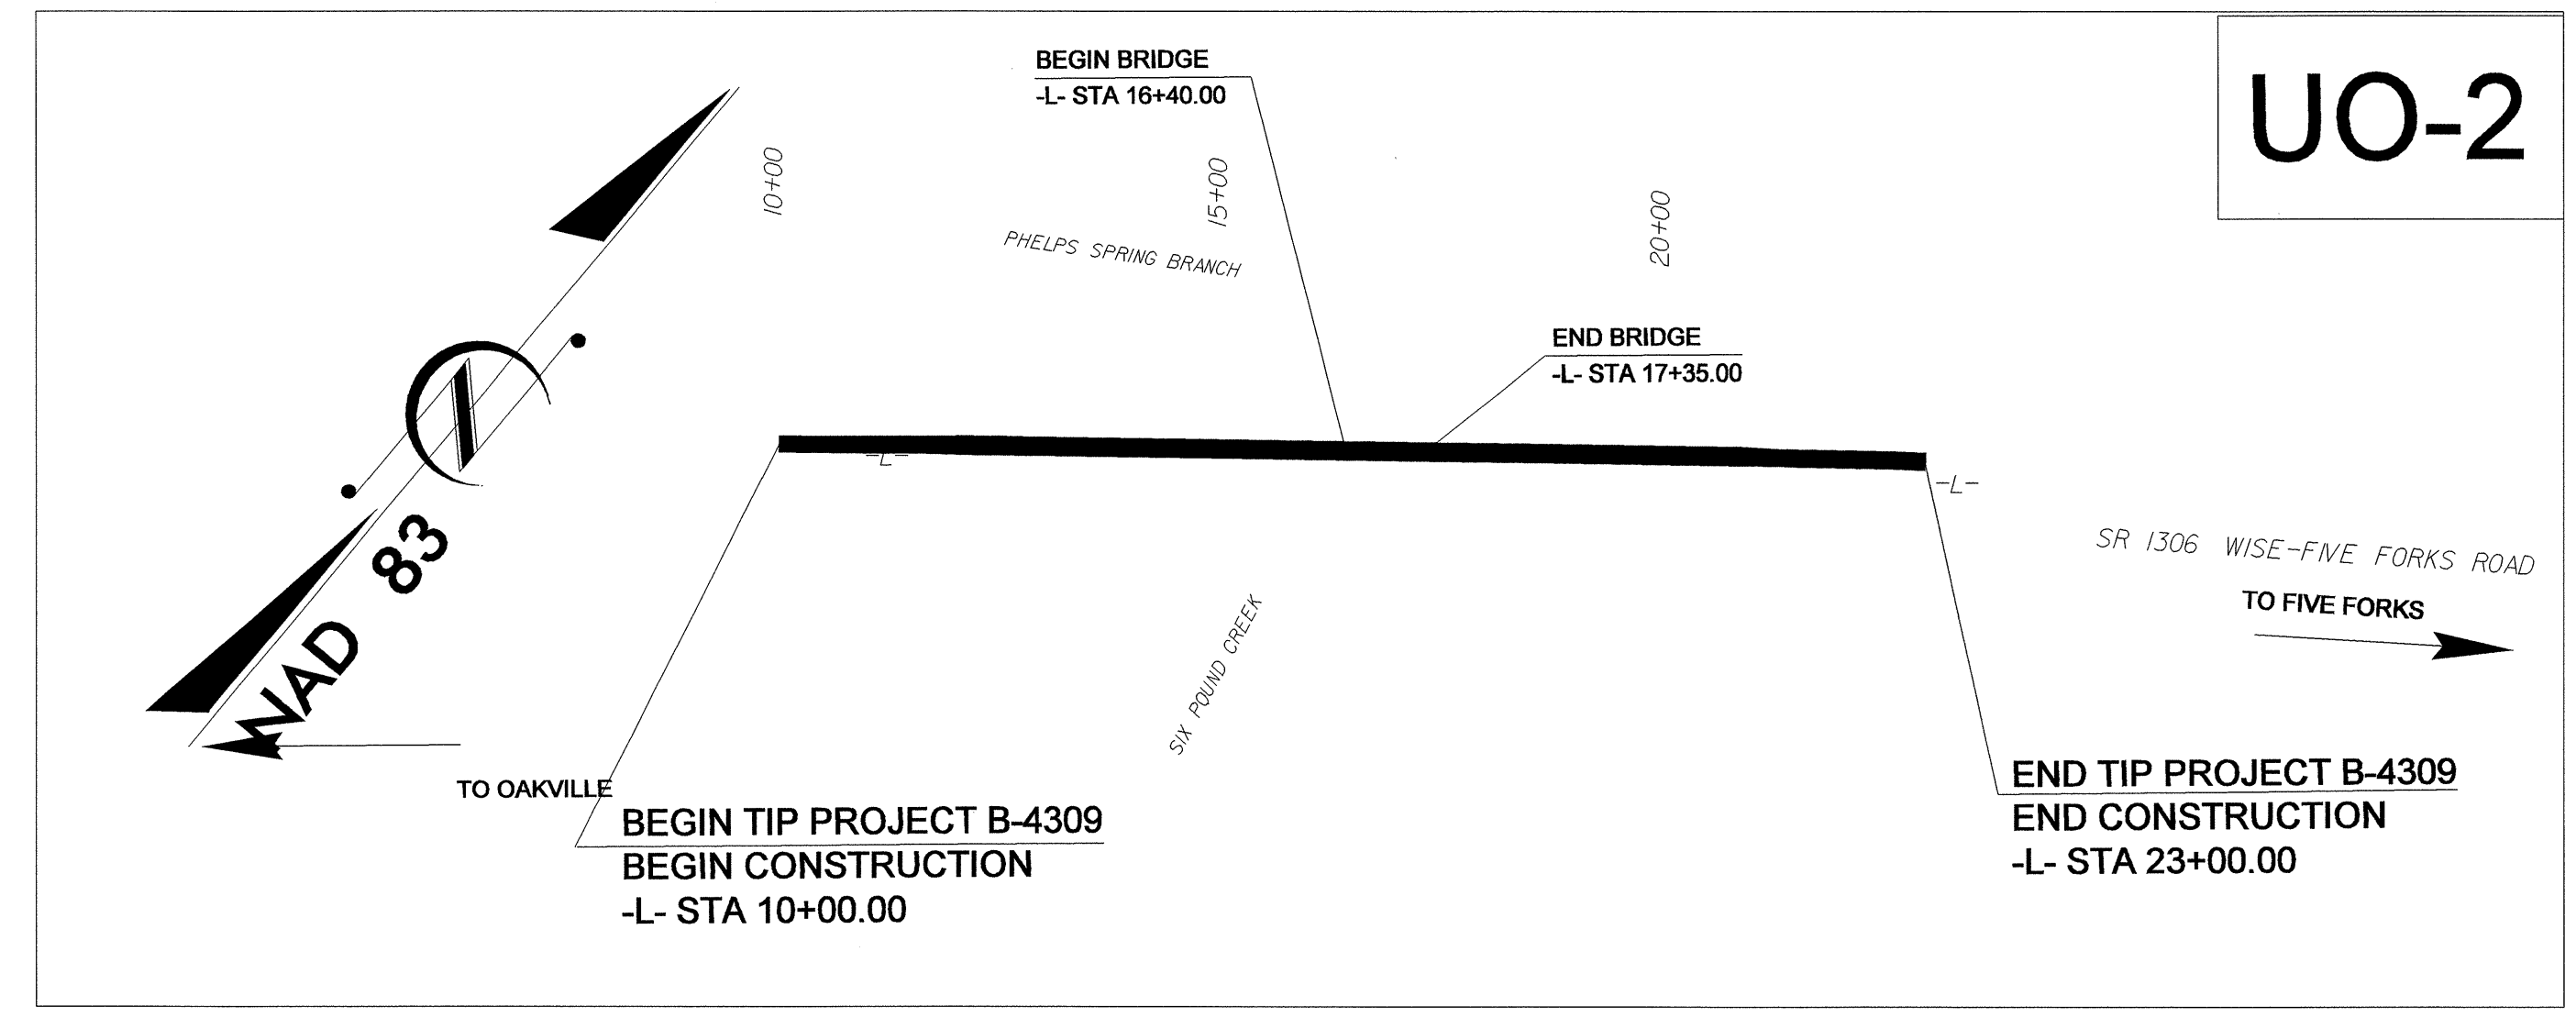 UO-2
BEGIN BRIDGE
-L- STA 16+40.00
10+00
15+00
20+00
PHELPS SPRING BRANCH
END BRIDGE
-L- STA 17+35.00
-L-
-L-
NAD 83
SR 1306 WISE-FIVE FORKS ROAD
TO FIVE FORKS
SIX POUND CREEK
TO OAKVILLE
BEGIN TIP PROJECT B-4309
BEGIN CONSTRUCTION
-L- STA 10+00.00
END TIP PROJECT B-4309
END CONSTRUCTION
-L- STA 23+00.00